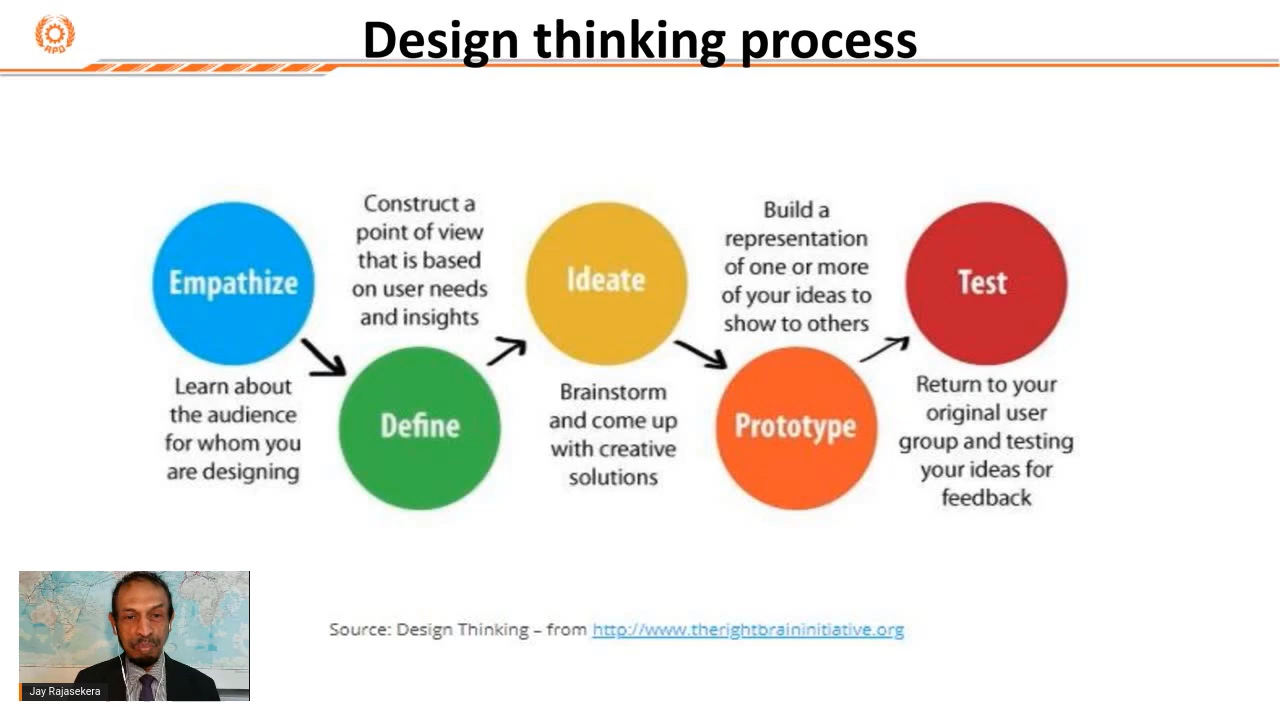 APO
Design thinking process
Empathize
Learn about
the audience
for whom you
are designing
Construct a
point of view
that is based
on user needs
and insights
Define
Ideate
Brainstorm
and come up
with creative
solutions
Build a
representation
of one or more
of your ideas to
show to others
Prototype
Test
Return to your
original user
group and testing
your ideas for
feedback
Source: Design Thinking – from http://www.therightbraininitiative.org
Jay Rajasekera